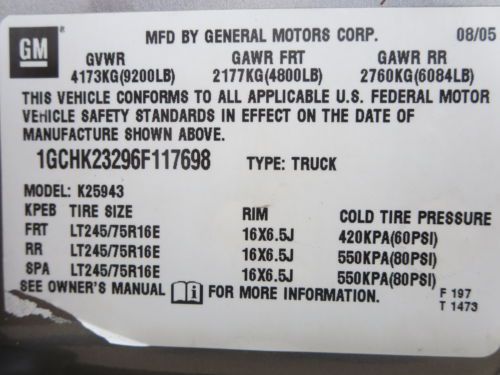 GM
MFD BY GENERAL MOTORS CORP. 08/05
GVWR GAWR FRT GAWR RR
4173KG(9200LB) 2177KG(4800LB) 2760KG(6084LB)
THIS VEHICLE CONFORMS TO ALL APPLICABLE U.S. FEDERAL MOTOR
VEHICLE SAFETY STANDARDS IN EFFECT ON THE DATE OF
MANUFACTURE SHOWN ABOVE.
1GCHK23296F117698 TYPE: TRUCK
MODEL: K25943
KPEB TIRE SIZE RIM COLD TIRE PRESSURE
FRT LT245/75R16E 16X6.5J 420KPA(60PSI)
RR LT245/75R16E 16X6.5J 550KPA(80PSI)
SPA LT245/75R16E 16X6.5J 550KPA(80PSI)
SEE OWNER'S MANUAL i FOR MORE INFORMATION.
F 197
T 1473